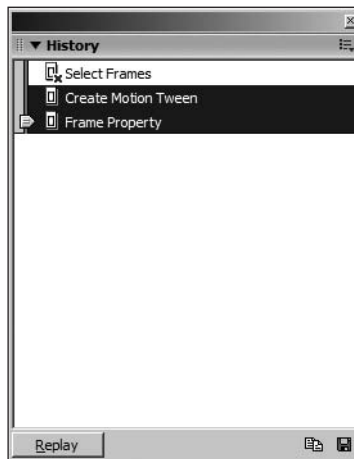 History
Select Frames
Create Motion Tween
Frame Property
Replay